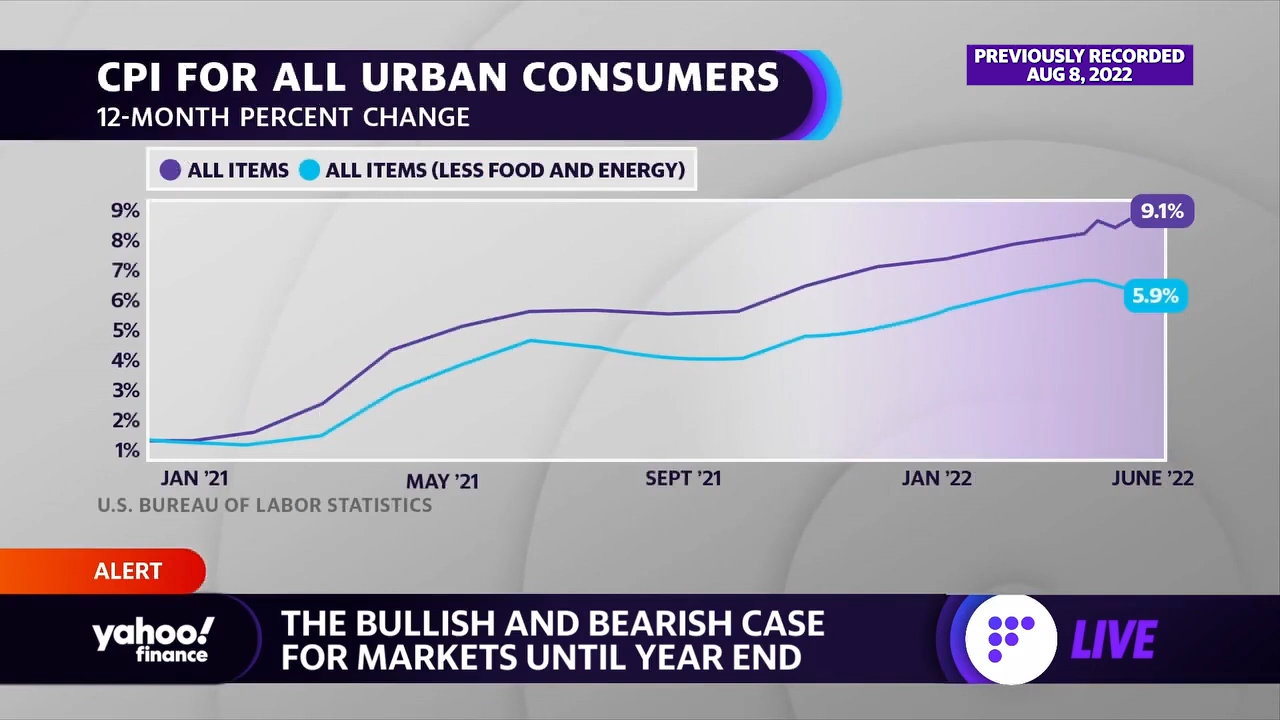 CPI FOR ALL URBAN CONSUMERS
12-MONTH PERCENT CHANGE
PREVIOUSLY RECORDED
AUG 8, 2022
ALL ITEMS ALL ITEMS (LESS FOOD AND ENERGY)
9%
8%
7%
6%
5%
4%
3%
2%
1%
9.1%
5.9%
JAN '21 MAY '21 SEPT '21 JAN '22 JUNE '22
U.S. BUREAU OF LABOR STATISTICS
ALERT
yahoo!
finance
THE BULLISH AND BEARISH CASE
FOR MARKETS UNTIL YEAR END
LIVE